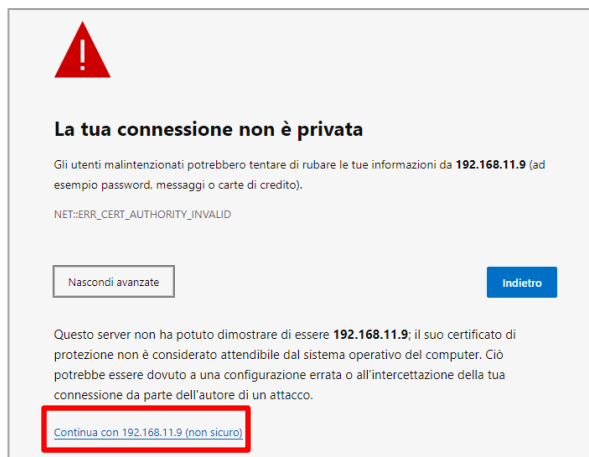 !
La tua connessione non è privata
Gli utenti malintenzionati potrebbero tentare di rubare le tue informazioni da 192.168.11.9 (ad
esempio password, messaggi o carte di credito).
NET::ERR_CERT_AUTHORITY_INVALID
Nascondi avanzate
Indietro
Questo server non ha potuto dimostrare di essere 192.168.11.9; il suo certificato di
protezione non è considerato attendibile dal sistema operativo del computer. Ciò
potrebbe essere dovuto a una configurazione errata o all'intercettazione della tua
connessione da parte dell'autore di un attacco.
Continua con 192.168.11.9 (non sicuro)